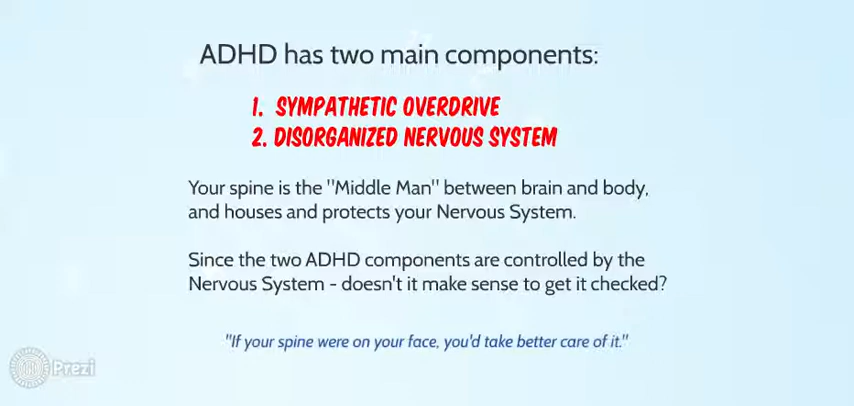 ADHD has two main components:
1. SYMPATHETIC OVERDRIVE
2. DISORGANIZED NERVOUS SYSTEM
Your spine is the "Middle Man" between brain and body,
and houses and protects your Nervous System.
Since the two ADHD components are controlled by the
Nervous System - doesn't it make sense to get it checked?
"If your spine were on your face, you'd take better care of it."
Prezi